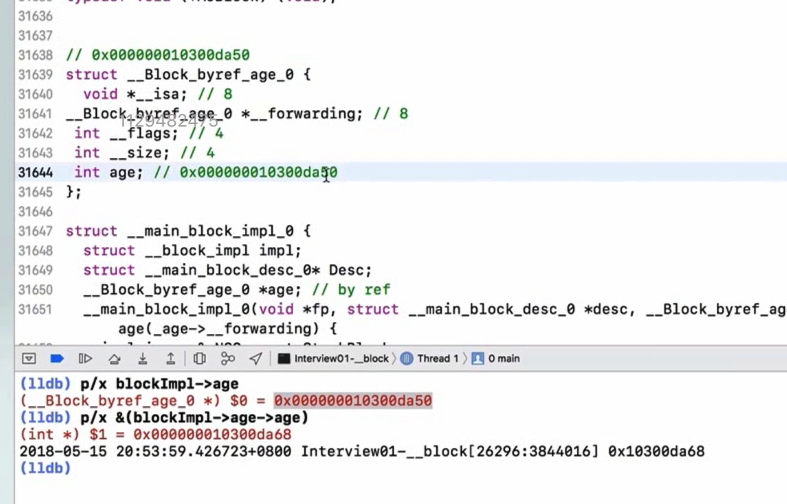 31636
31637
31638 // 0x000000010300da50
31639 struct __Block_byref_age_0 {
31640 void *__isa; // 8
31641 __Block_byref_age_0 *__forwarding; // 8
31642 int __flags; // 4
31643 int __size; // 4
31644 int age; // 0x000000010300da50
31645 };
31646
31647 struct __main_block_impl_0 {
31648 struct __block_impl impl;
31649 struct __main_block_desc_0* Desc;
31650 __Block_byref_age_0 *age; // by ref
31651 __main_block_impl_0(void *fp, struct __main_block_desc_0 *desc, __Block_byref_ag
age(_age->__forwarding) {
Interview01-__block
Thread 1
0 main
(lldb) p/x blockImpl->age
(__Block_byref_age_0 *) $0 = 0x000000010300da50
(lldb) p/x &(blockImpl->age->age)
(int *) $1 = 0x000000010300da68
2018-05-15 20:53:59.426723+0800 Interview01-__block[26296:3844016] 0x10300da68
(lldb)